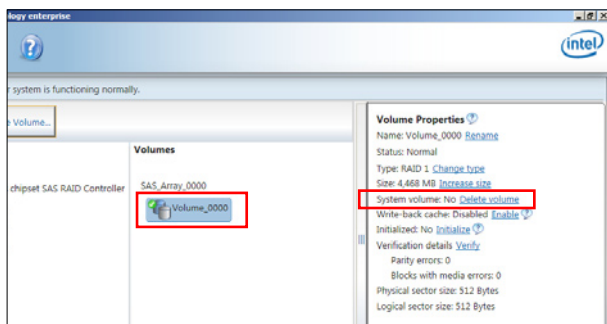 ology enterprise
intel
r system is functioning normally.
e Volume...
Volumes
chipset SAS RAID Controller
SAS_Array_0000
Volume_0000
Volume Properties
Name: Volume_0000 Rename
Status: Normal
Type: RAID 1 Change type
Size: 4,468 MB Increase size
System volume: No Delete volume
Write-back cache: Disabled Enable
Initialized: No Initialize
Verification details Verify
Parity errors: 0
Blocks with media errors: 0
Physical sector size: 512 Bytes
Logical sector size: 512 Bytes